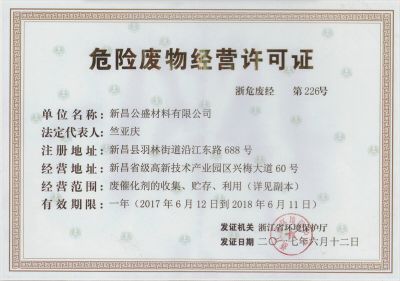 危险废物经营许可证
浙危废经 第226号
单位名称：新昌公盛材料有限公司
法定代表人：竺亚庆
注册地址：新昌县羽林街道沿江东路688号
经营地址：新昌省级高新技术产业园区兴梅大道60号
经营范围：废催化剂的收集、贮存、利用（详见副本）
有效期限：一年（2017年6月12日到2018年6月11日）
发证机关 浙江省环境保护厅
发证日期 二〇一七年六月十二日